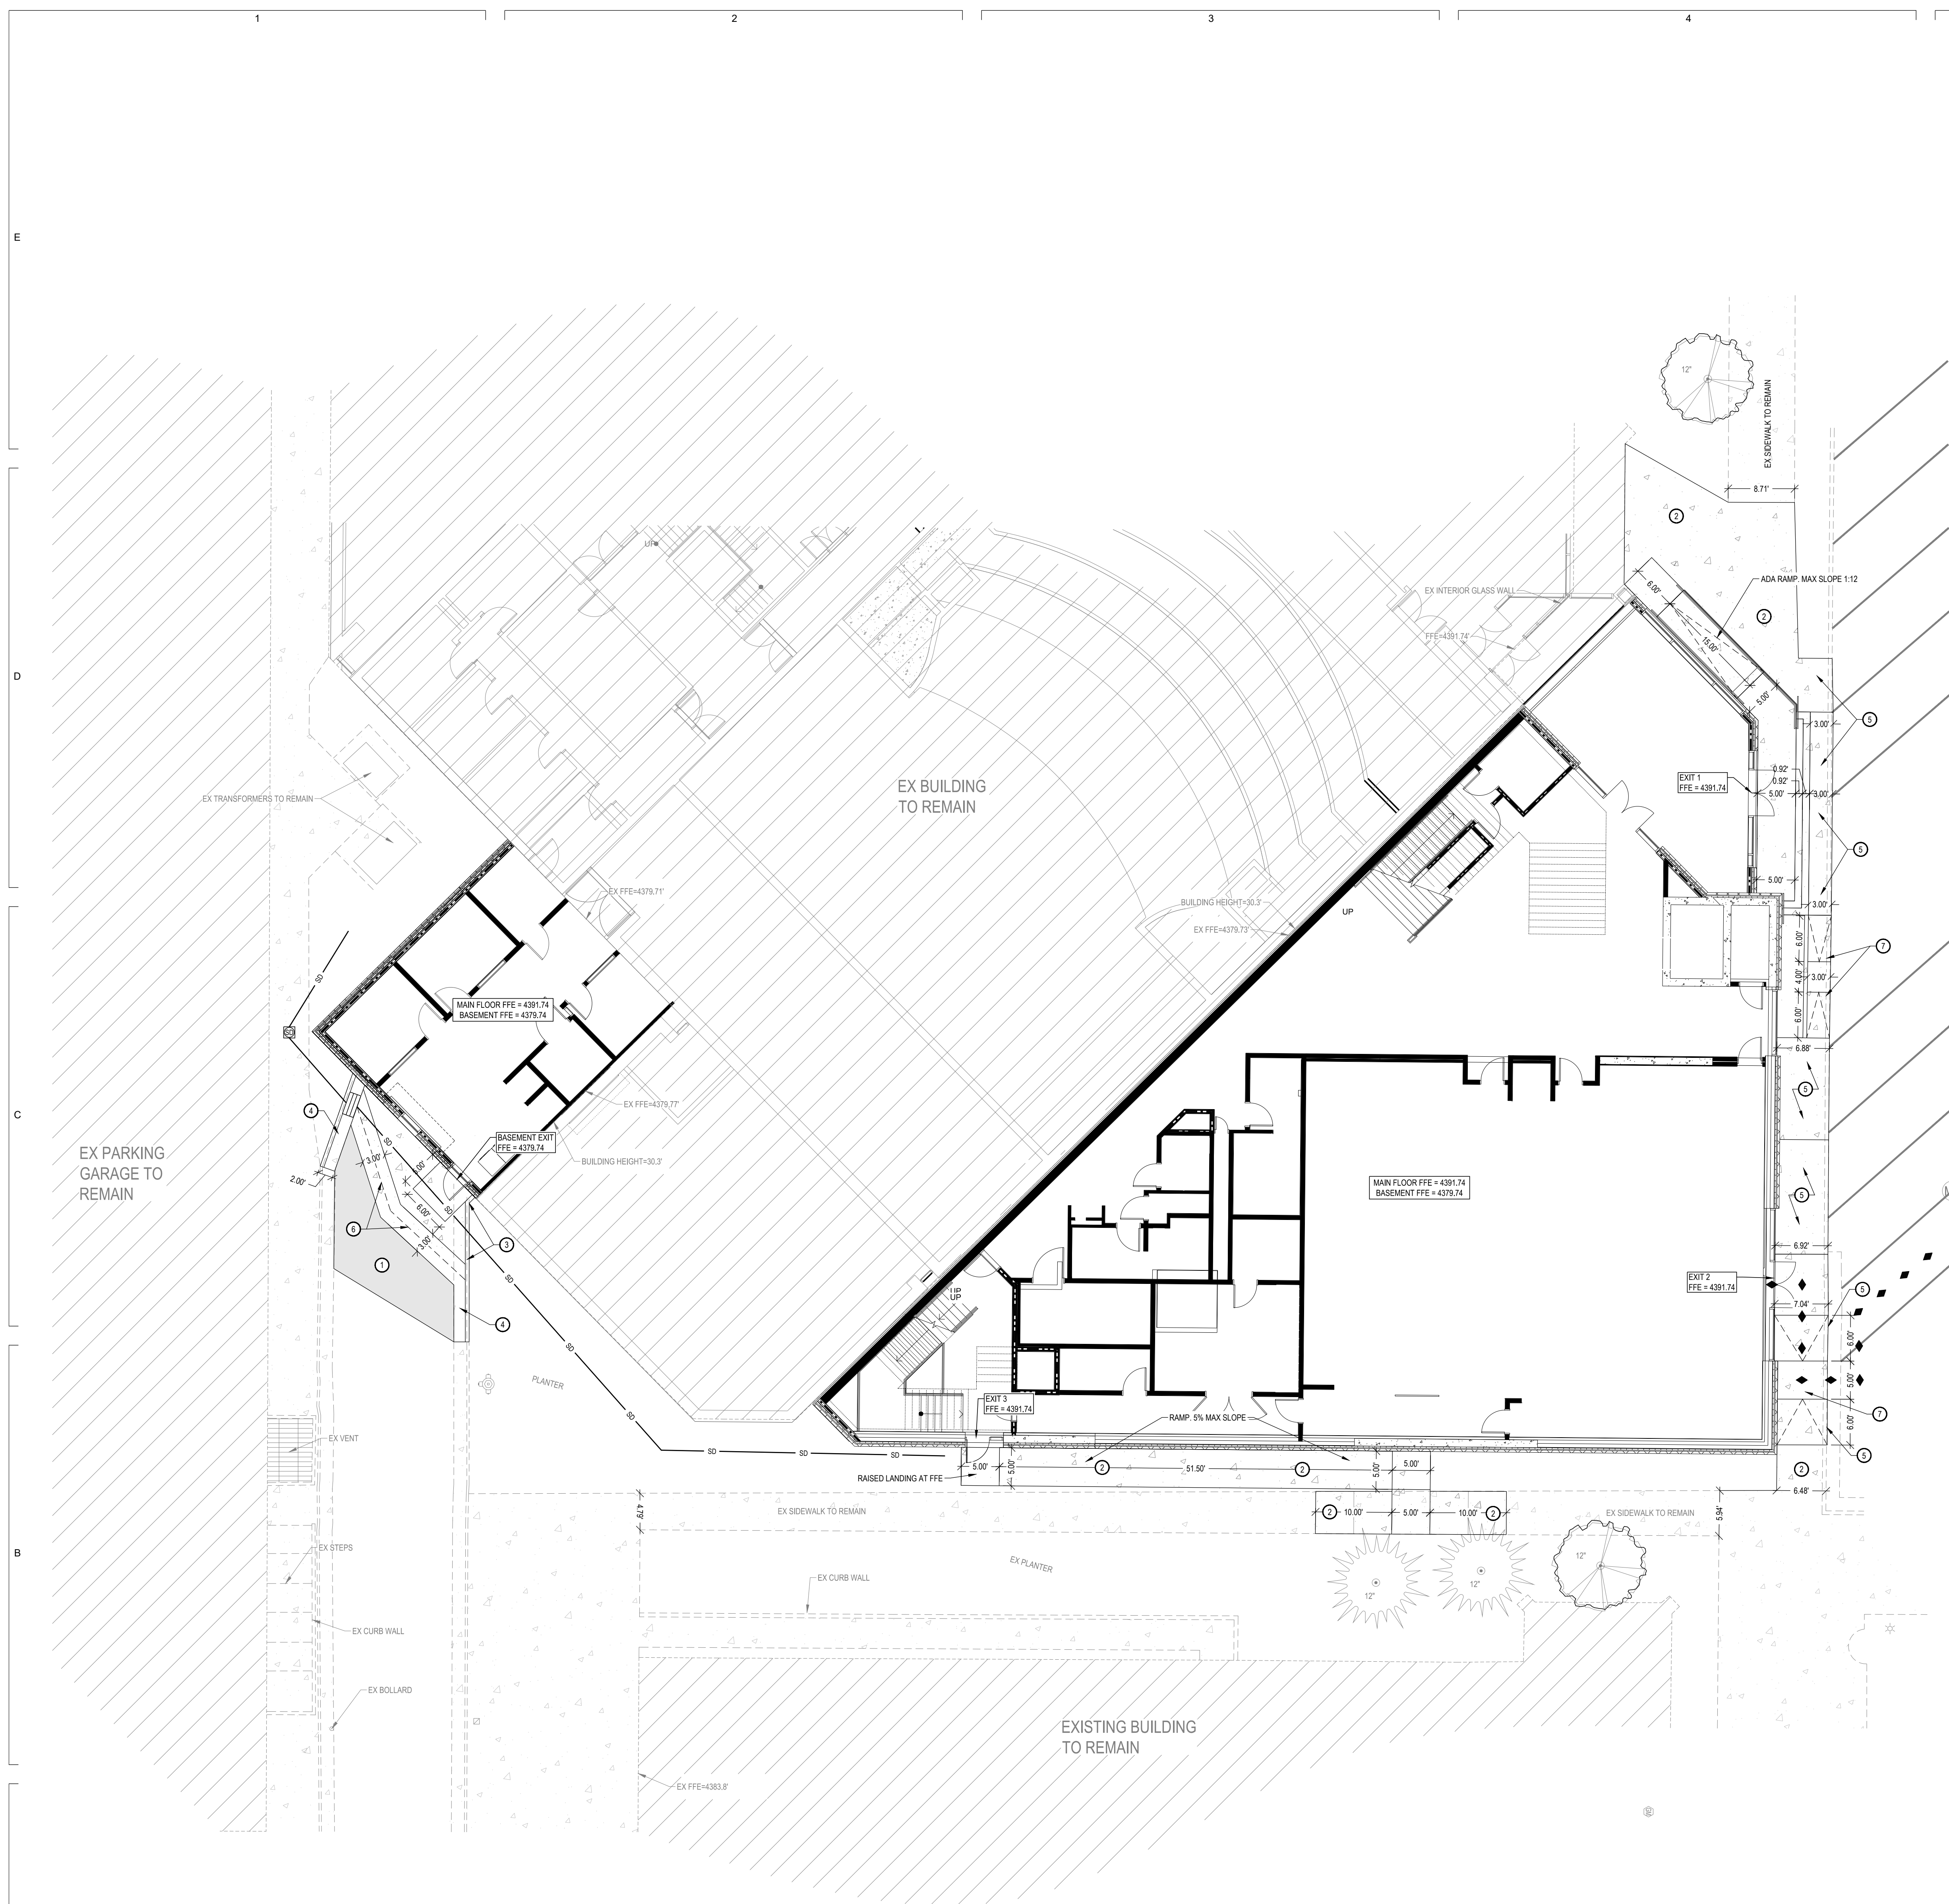 1
2
3
4
E
12"
EX SIDEWALK TO REMAIN
8.71'
2
D
UP
EX INTERIOR GLASS WALL
FFE=4391.74'
ADA RAMP. MAX SLOPE 1:12
6.00'
2
15.00'
5.00'
5
3.00'
EX TRANSFORMERS TO REMAIN
EX BUILDING
TO REMAIN
EXIT 1
FFE = 4391.74
0.92'
0.92'
5.00'
3.00'
5
5.00'
3.00'
EX FFE=4379.71'
BUILDING HEIGHT=30.3'
EX FFE=4379.73'
UP
6.00'
7
4.00'
3.00'
6.00'
6.88'
SD
SD
MAIN FLOOR FFE = 4391.74
BASEMENT FFE = 4379.74
C
EX FFE=4379.77'
5
4
SD
BASEMENT EXIT
FFE = 4379.74
BUILDING HEIGHT=30.3'
EX PARKING
GARAGE TO
REMAIN
3.00'
2.00'
6.00'
SD
3.00'
6
3
1
SD
4
MAIN FLOOR FFE = 4391.74
BASEMENT FFE = 4379.74
5
6.92'
EXIT 2
FFE = 4391.74
7.04'
5
6.00'
5.00'
6.00'
7
5
UP
UP
SD
PLANTER
SD
EXIT 3
FFE = 4391.74
RAMP. 5% MAX SLOPE
SD
SD
SD
RAISED LANDING AT FFE
5.00'
5.00'
2
51.50'
2
5.00'
5.00'
2
6.48'
EX VENT
4.79'
EX SIDEWALK TO REMAIN
2
10.00'
5.00'
10.00'
2
EX SIDEWALK TO REMAIN
5.94'
B
EX STEPS
EX PLANTER
12"
12"
12"
EX CURB WALL
EX CURB WALL
EX BOLLARD
EXISTING BUILDING
TO REMAIN
EX FFE=4383.8'